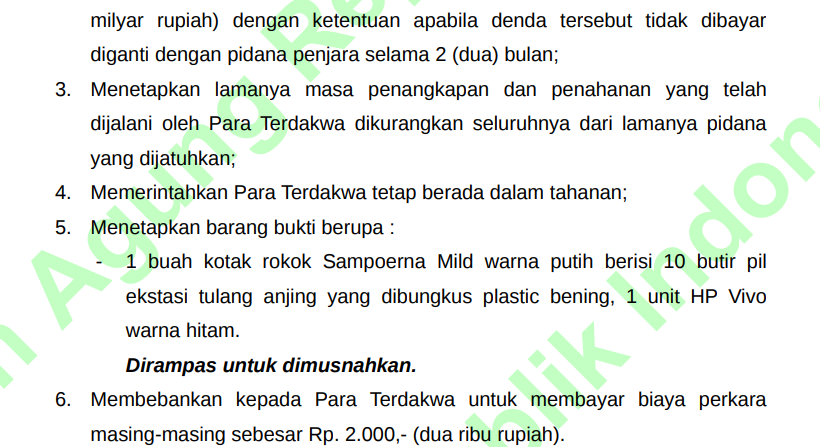 milyar rupiah) dengan ketentuan apabila denda tersebut tidak dibayar
diganti dengan pidana penjara selama 2 (dua) bulan;
3. Menetapkan lamanya masa penangkapan dan penahanan yang telah
dijalani oleh Para Terdakwa dikurangkan seluruhnya dari lamanya pidana
yang dijatuhkan;
4. Memerintahkan Para Terdakwa tetap berada dalam tahanan;
5. Menetapkan barang bukti berupa :
- 1 buah kotak rokok Sampoerna Mild warna putih berisi 10 butir pil
ekstasi tulang anjing yang dibungkus plastic bening, 1 unit HP Vivo
warna hitam.
Dirampas untuk dimusnahkan.
6. Membebankan kepada Para Terdakwa untuk membayar biaya perkara
masing-masing sebesar Rp. 2.000,- (dua ribu rupiah).